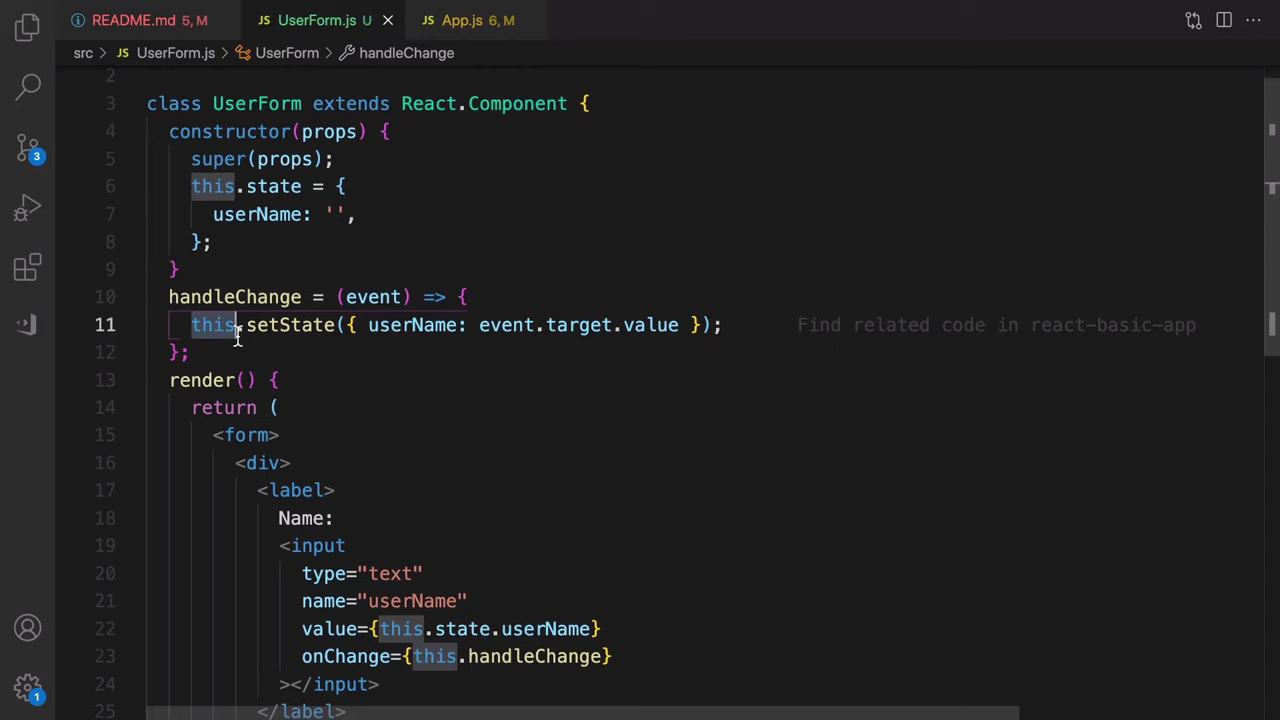 README.md 5, M
JS UserForm.js U
JS App.js 6, M
src > JS UserForm.js > UserForm > handleChange
2
3 class UserForm extends React.Component {
4 constructor(props) {
5 super(props);
6 this.state = {
7 userName: '',
8 };
9 }
10 handleChange = (event) => {
11 this.setState({ userName: event.target.value }); Find related code in react-basic-app
12 };
13 render() {
14 return (
15 <form>
16 <div>
17 <label>
18 Name:
19 <input
20 type="text"
21 name="userName"
22 value={this.state.userName}
23 onChange={this.handleChange}
24 ></input>
25 </label>
3
1